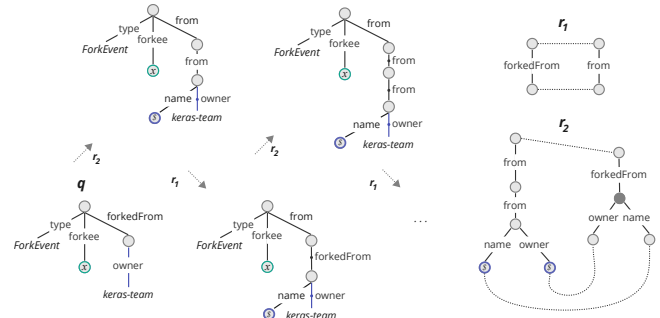 type
forkee
from
ForkEvent
x
from
name
owner
s
keras-team
type
forkee
from
ForkEvent
x
from
from
name
owner
s
keras-team
r1
forkedFrom
from
r2
r1
r2
r1
q
type
forkee
forkedFrom
ForkEvent
x
owner
keras-team
type
forkee
from
ForkEvent
x
forkedFrom
name
owner
s
keras-team
...
r2
from
forkedFrom
from
owner
name
name
owner
s
s